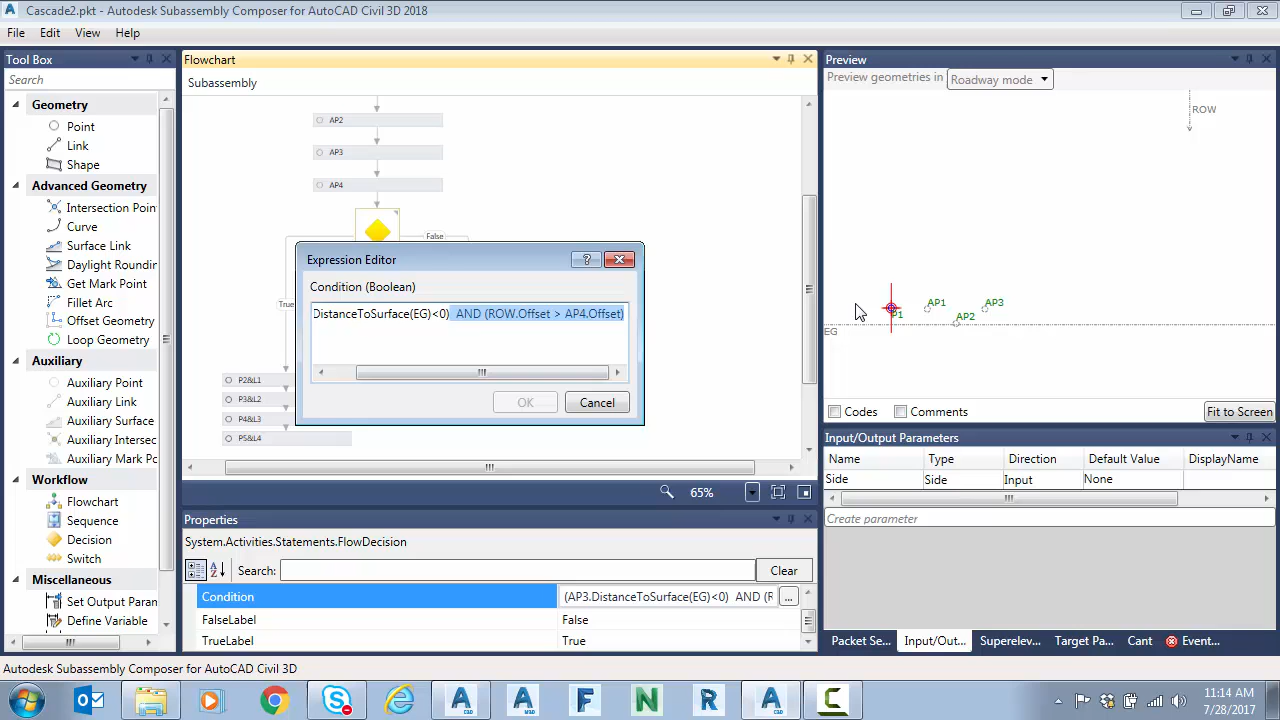 Cascade2.pkt - Autodesk Subassembly Composer for AutoCAD Civil 3D 2018
File Edit View Help
Tool Box
Search
Geometry
Point
Link
Shape
Advanced Geometry
Intersection Poin
Curve
Surface Link
Daylight Roundin
Get Mark Point
Fillet Arc
Offset Geometry
Loop Geometry
Auxiliary
Auxiliary Point
Auxiliary Link
Auxiliary Surface
Auxiliary Intersec
Auxiliary Mark Po
Workflow
Flowchart
Sequence
Decision
Switch
Miscellaneous
Set Output Paran
Define Variable
Flowchart
Subassembly
AP2
AP3
AP4
False
True
P2&L1
P3&L2
P4&L3
P5&L4
Expression Editor
Condition (Boolean)
DistanceToSurface(EG)<0) AND (ROW.Offset > AP4.Offset)
OK Cancel
65%
Properties
System.Activities.Statements.FlowDecision
Search: Clear
Condition (AP3.DistanceToSurface(EG)<0) AND (R ...
FalseLabel False
TrueLabel True
Preview
Preview geometries in Roadway mode
ROW
AP1 AP3
P1
AP2
EG
Codes Comments Fit to Screen
Input/Output Parameters
Name Type Direction Default Value DisplayName
Side Side Input None
Create parameter
Packet Se... Input/Out... Superelev... Target Pa... Cant Event...
Autodesk Subassembly Composer for AutoCAD Civil 3D
11:14 AM
7/28/2017